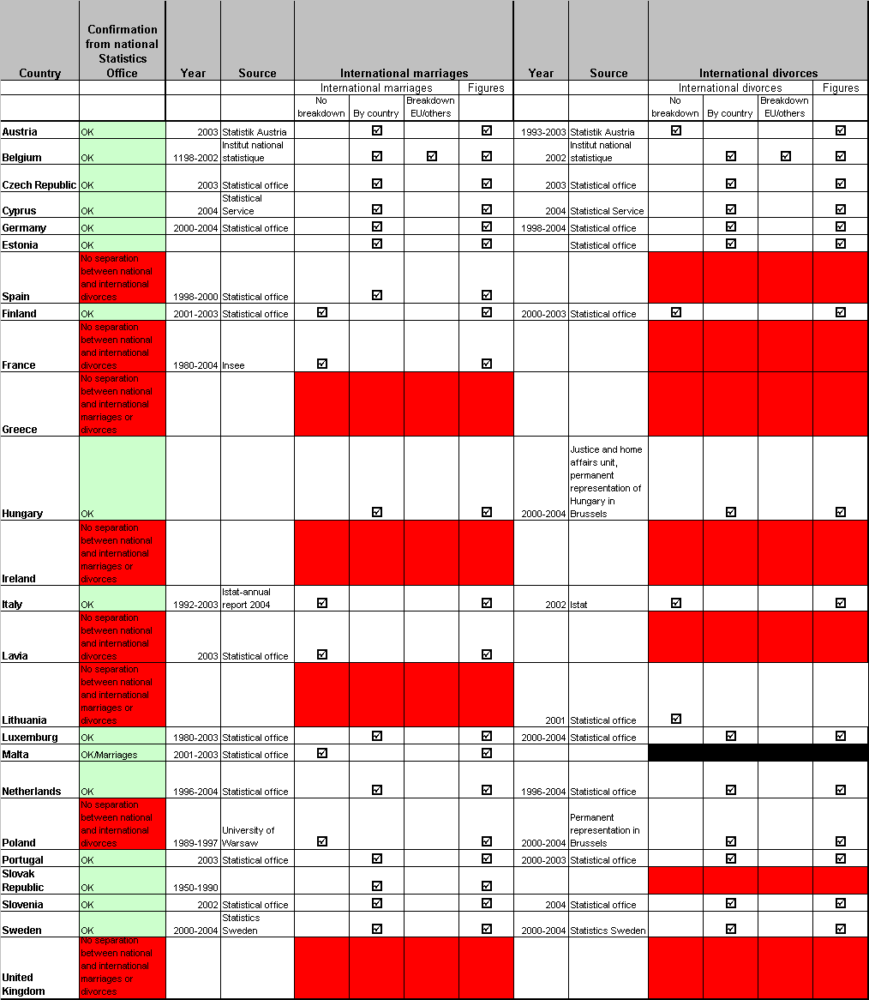 Country Confirmation from national Statistics Office Year Source International marriages Year Source International divorces
International marriages Figures International divorces Figures
No breakdown By country Breakdown EU/others No breakdown By country Breakdown EU/others
Austria OK 2003 Statistik Austria ☑ ☑ 1993-2003 Statistik Austria ☑ ☑
Belgium OK 1198-2002 Institut national statistique ☑ ☑ ☑ 2002 Institut national statistique ☑ ☑ ☑
Czech Republic OK 2003 Statistical office ☑ ☑ 2003 Statistical office ☑ ☑
Cyprus OK 2004 Statistical Service ☑ ☑ 2004 Statistical Service ☑ ☑
Germany OK 2000-2004 Statistical office ☑ ☑ 1998-2004 Statistical office ☑ ☑
Estonia OK ☑ ☑ Statistical office ☑ ☑
Spain No separation between national and international divorces 1998-2000 Statistical office ☑ ☑
Finland OK 2001-2003 Statistical office ☑ ☑ 2000-2003 Statistical office ☑ ☑
France No separation between national and international divorces 1980-2004 Insee ☑ ☑
Greece No separation between national and international marriages or divorces
Hungary OK ☑ ☑ 2000-2004 Justice and home affairs unit, permanent representation of Hungary in Brussels ☑ ☑
Ireland No separation between national and international marriages or divorces
Italy OK 1992-2003 Istat-annual report 2004 ☑ ☑ 2002 Istat ☑ ☑
Lavia No separation between national and international divorces 2003 Statistical office ☑ ☑
Lithuania No separation between national and international marriages or divorces 2001 Statistical office ☑
Luxemburg OK 1980-2003 Statistical office ☑ ☑ 2000-2004 Statistical office ☑ ☑
Malta OK/Marriages 2001-2003 Statistical office ☑ ☑
Netherlands OK 1996-2004 Statistical office ☑ ☑ 1996-2004 Statistical office ☑ ☑
Poland No separation between national and international divorces 1989-1997 University of Warsaw ☑ ☑ 2000-2004 Permanent representation in Brussels ☑ ☑
Portugal OK 2003 Statistical office ☑ ☑ 2000-2003 Statistical office ☑ ☑
Slovak Republic OK 1950-1990 ☑ ☑
Slovenia OK 2002 Statistical office ☑ ☑ 2004 Statistical office ☑ ☑
Sweden OK 2000-2004 Statistics Sweden ☑ ☑ 2000-2004 Statistics Sweden ☑ ☑
United Kingdom No separation between national and international marriages or divorces